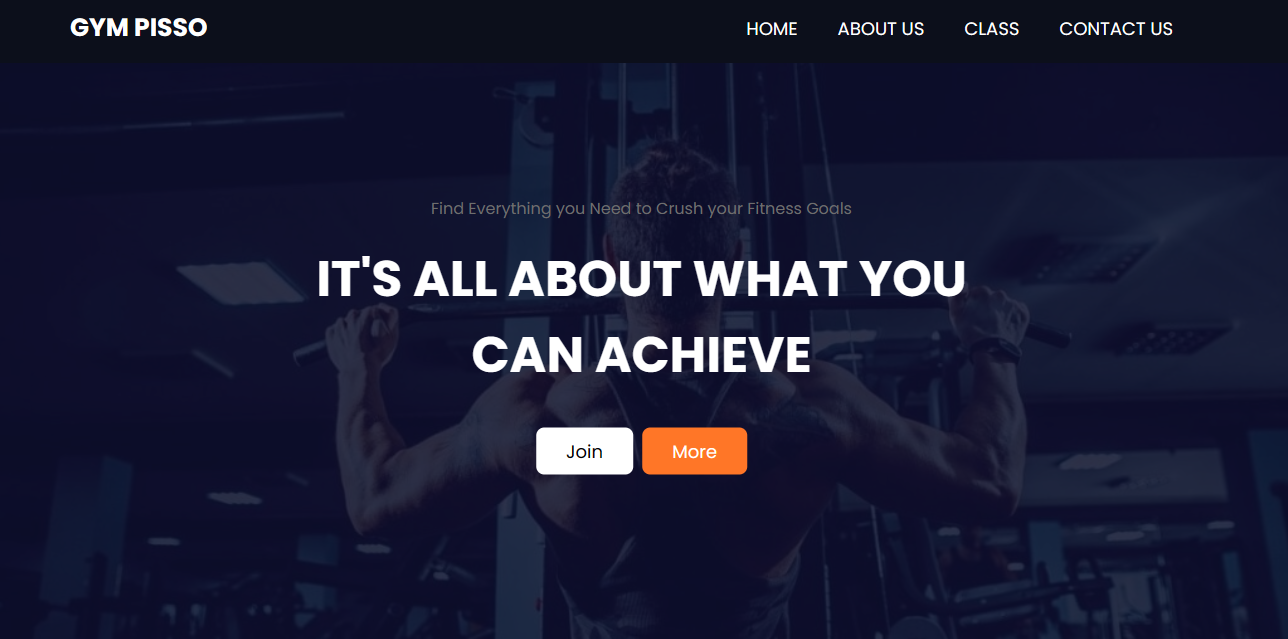 GYM PISSO
HOME ABOUT US CLASS CONTACT US
Find Everything you Need to Crush your Fitness Goals
IT'S ALL ABOUT WHAT YOU
CAN ACHIEVE
Join More